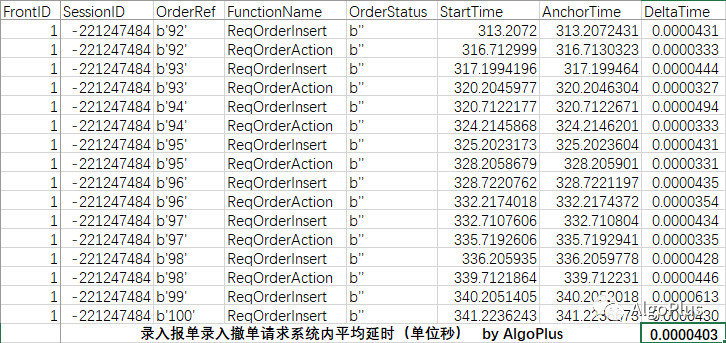 FrontID SessionID OrderRef FunctionName OrderStatus StartTime AnchorTime DeltaTime
1 -221247484 b'92' ReqOrderInsert b'' 313.2072 313.2072431 0.0000431
1 -221247484 b'92' ReqOrderAction b'' 316.712999 316.7130323 0.0000333
1 -221247484 b'93' ReqOrderInsert b'' 317.1994196 317.199464 0.0000444
1 -221247484 b'93' ReqOrderAction b'' 320.2045977 320.2046304 0.0000327
1 -221247484 b'94' ReqOrderInsert b'' 320.7122177 320.7122671 0.0000494
1 -221247484 b'94' ReqOrderAction b'' 324.2145868 324.2146201 0.0000333
1 -221247484 b'95' ReqOrderInsert b'' 325.2023173 325.2023604 0.0000431
1 -221247484 b'95' ReqOrderAction b'' 328.2058679 328.205901 0.0000331
1 -221247484 b'96' ReqOrderInsert b'' 328.7220762 328.7221197 0.0000435
1 -221247484 b'96' ReqOrderAction b'' 332.2174018 332.2174372 0.0000354
1 -221247484 b'97' ReqOrderInsert b'' 332.7107606 332.710804 0.0000434
1 -221247484 b'97' ReqOrderAction b'' 335.7192606 335.7192941 0.0000335
1 -221247484 b'98' ReqOrderInsert b'' 336.205935 336.2059778 0.0000428
1 -221247484 b'98' ReqOrderAction b'' 339.7121864 339.712231 0.0000446
1 -221247484 b'99' ReqOrderInsert b'' 340.2051405 0.0000613
1 -221247484 b'100' ReqOrderInsert b'' 341.2236243 0.0000430
录入报单录入撤单请求系统内平均延时（单位秒） by AlgoPlus 0.0000403
AlgoPlus